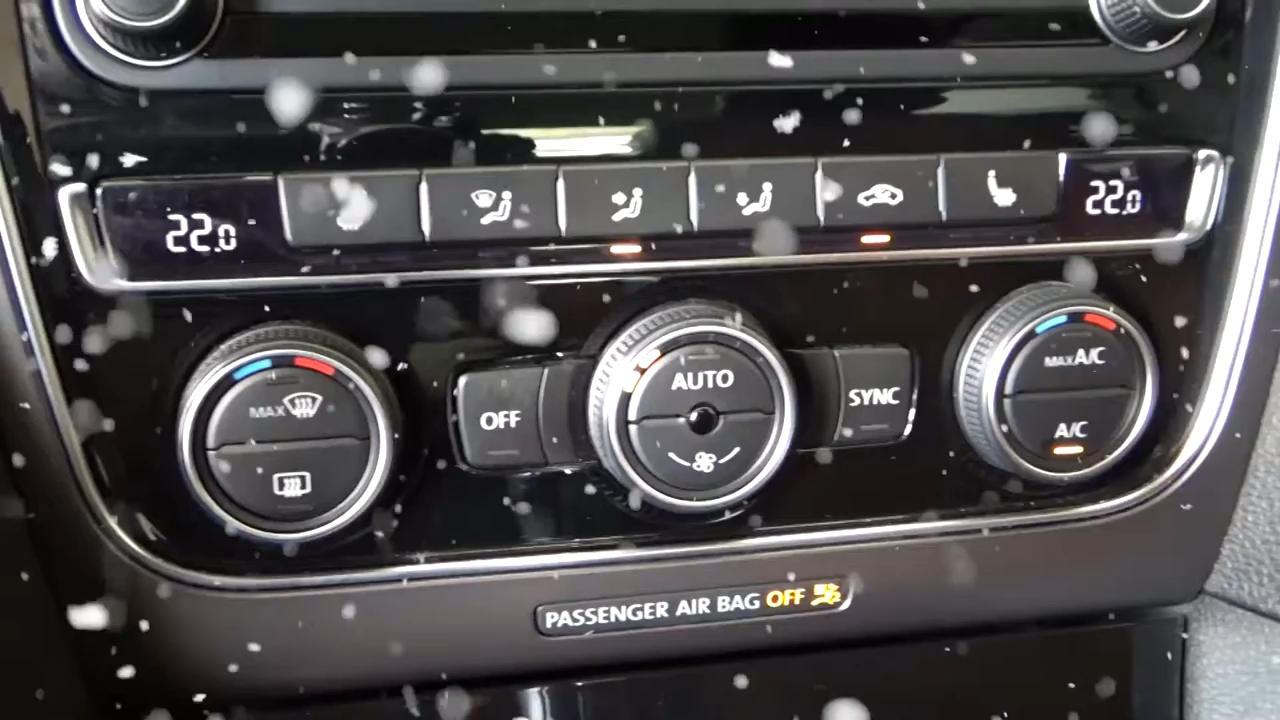 22.0
22.0
MAX
OFF
AUTO
SYNC
MAX A/C
A/C
PASSENGER AIR BAG OFF